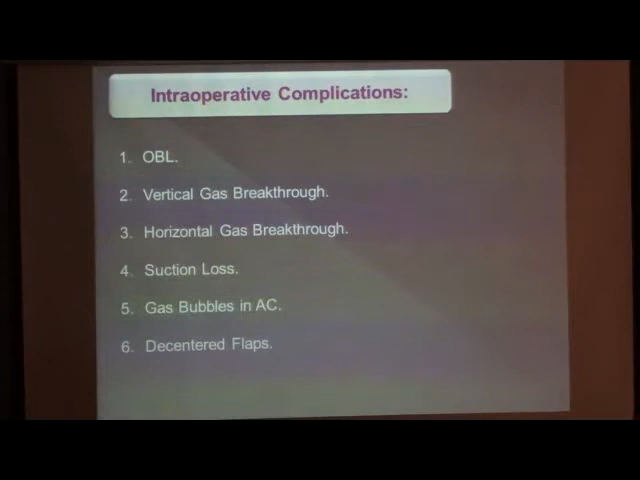 Intraoperative Complications:
1. OBL.
2. Vertical Gas Breakthrough.
3. Horizontal Gas Breakthrough.
4. Suction Loss.
5. Gas Bubbles in AC.
6. Decentered Flaps.